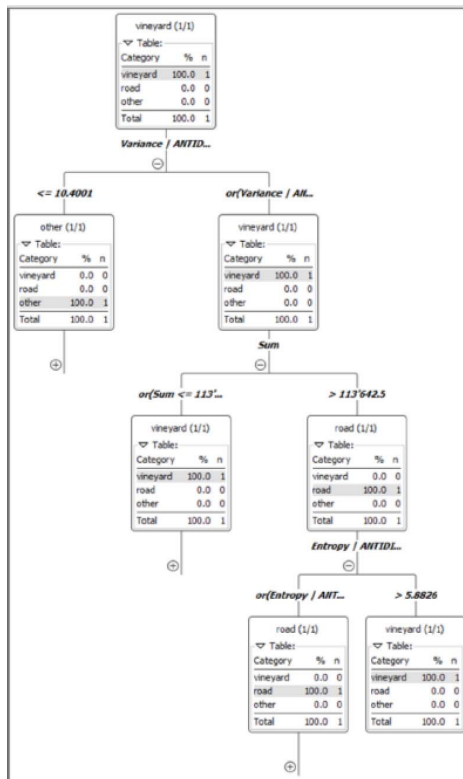 vineyard (1/1)
Table:
Category % n
vineyard 100.0 1
road 0.0 0
other 0.0 0
Total 100.0 1
Variance | ANTID...
<= 10.4001
or(Variance | AN...
other (1/1)
Table:
Category % n
vineyard 0.0 0
road 0.0 0
other 100.0 1
Total 100.0 1
vineyard (1/1)
Table:
Category % n
vineyard 100.0 1
road 0.0 0
other 0.0 0
Total 100.0 1
Sum
or(Sum <= 113'...
> 113'642.5
vineyard (1/1)
Table:
Category % n
vineyard 100.0 1
road 0.0 0
other 0.0 0
Total 100.0 1
road (1/1)
Table:
Category % n
vineyard 0.0 0
road 100.0 1
other 0.0 0
Total 100.0 1
Entropy | ANTIDI...
or(Entropy | ANT...
> 5.8826
road (1/1)
Table:
Category % n
vineyard 0.0 0
road 100.0 1
other 0.0 0
Total 100.0 1
vineyard (1/1)
Table:
Category % n
vineyard 100.0 1
road 0.0 0
other 0.0 0
Total 100.0 1